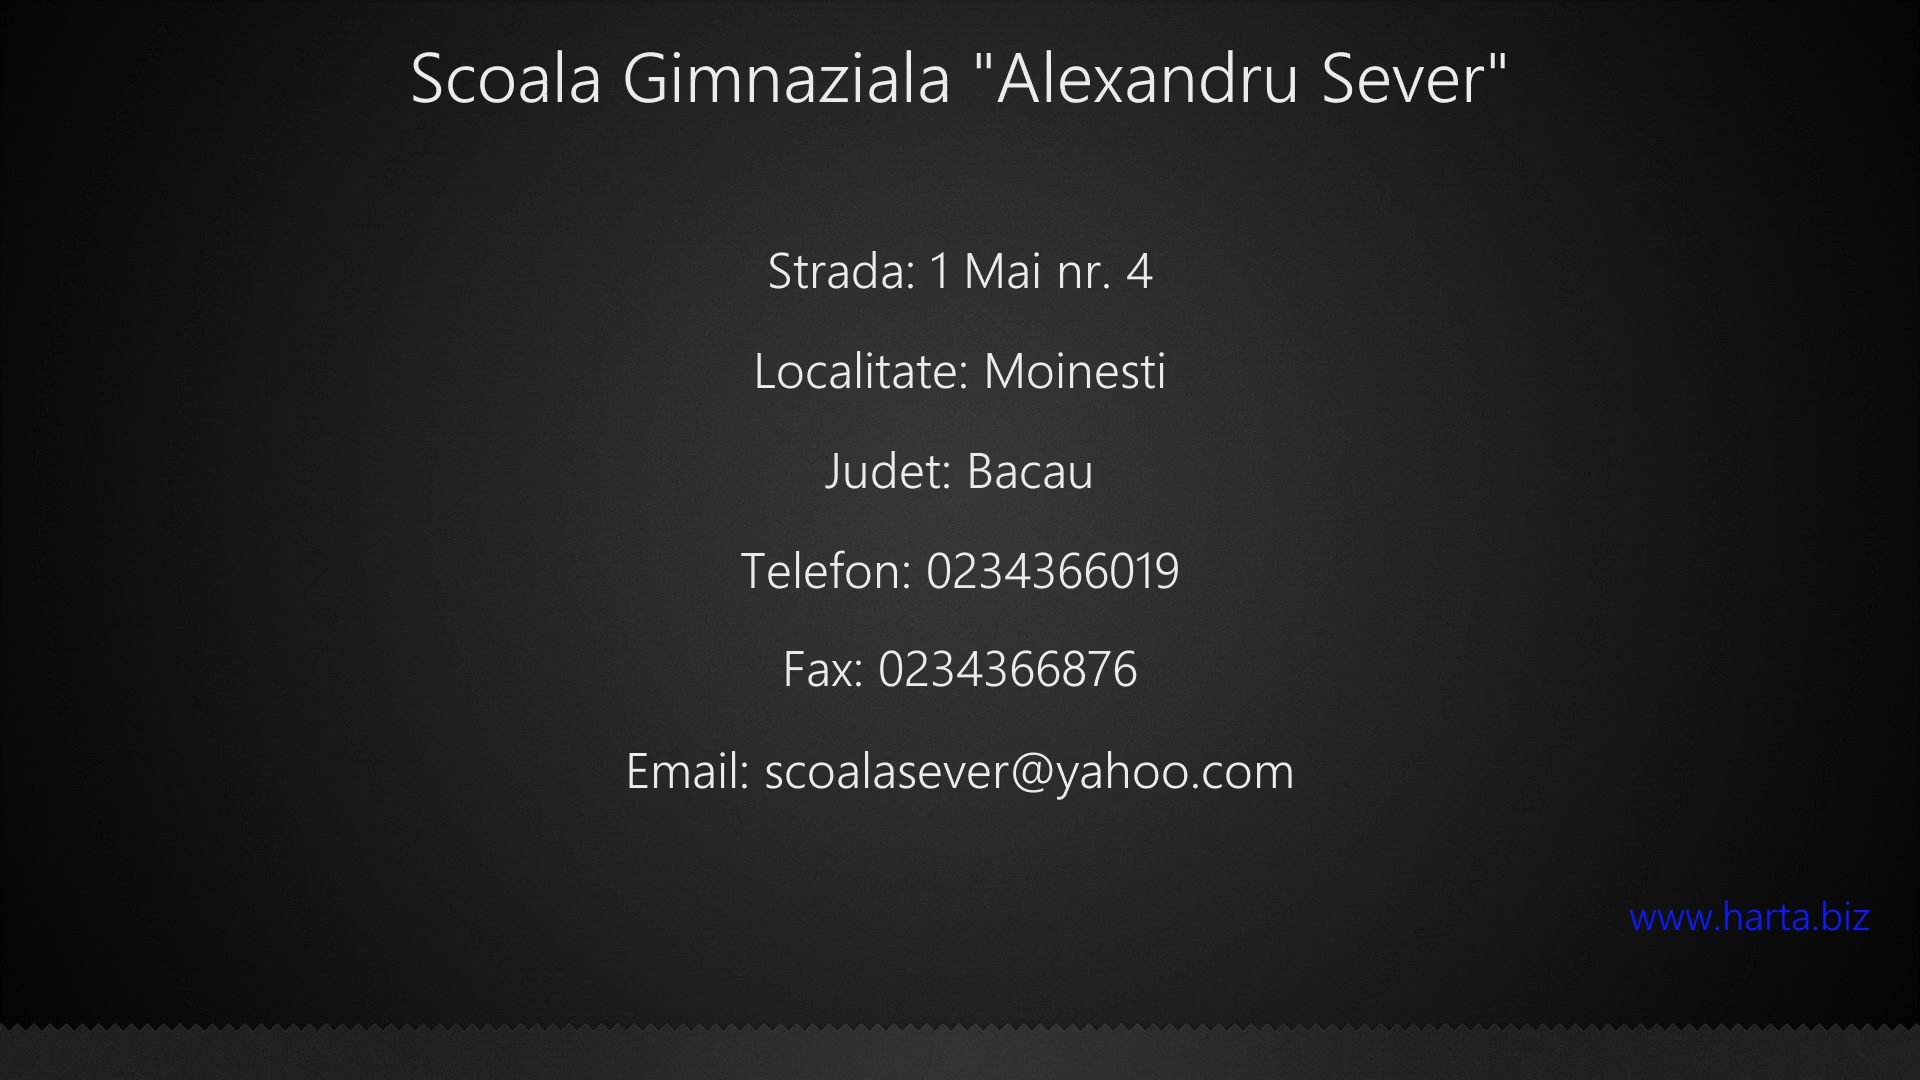 Scoala Gimnaziala "Alexandru Sever"
Strada: 1 Mai nr. 4
Localitate: Moinesti
Judet: Bacau
Telefon: 0234366019
Fax: 0234366876
Email: scoalasever@yahoo.com
www.harta.biz